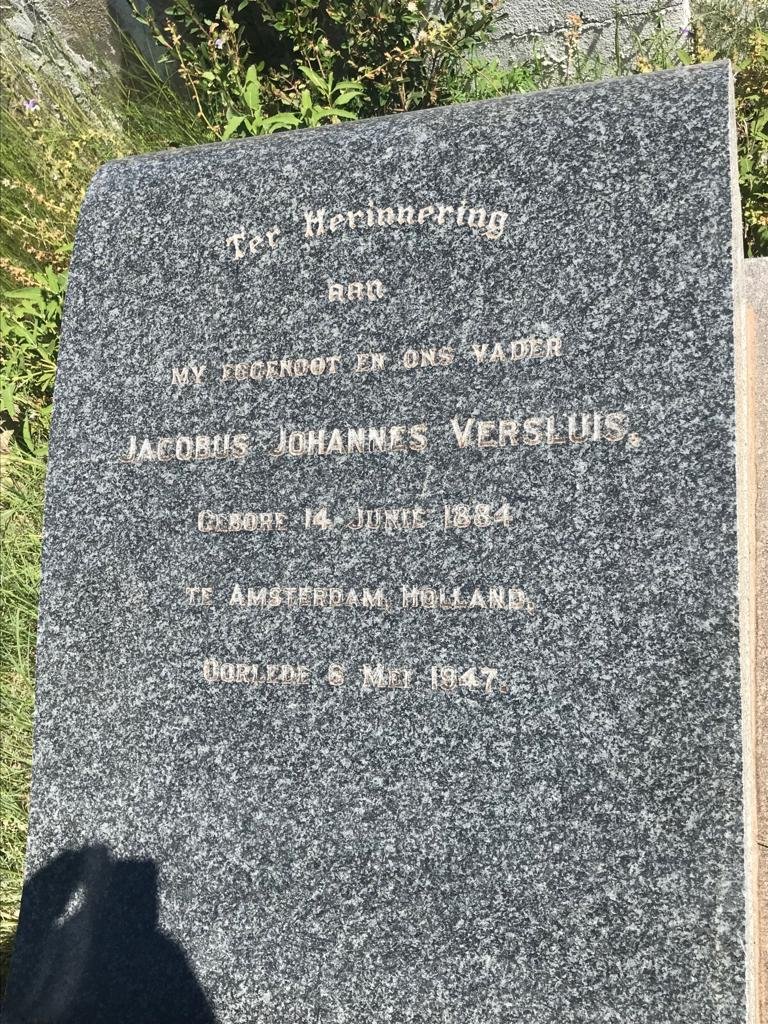 Ter Herinnering
aan
MY EGGENOOT EN ONS VADER
JACOBUS JOHANNES VERSLUIS,
GEBORE 14 JUNIE 1884
TE AMSTERDAM, HOLLAND,
OORLEDE 6 MEI 1947.